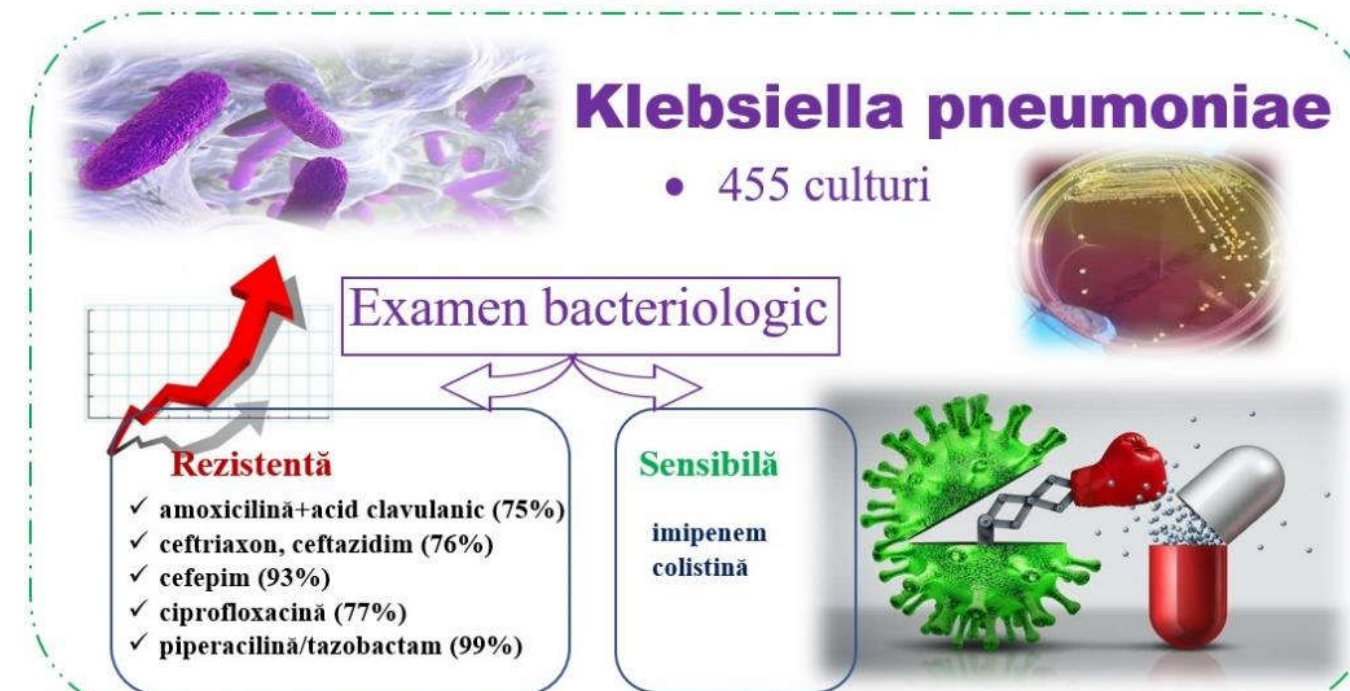 Klebsiella pneumoniae
• 455 culturi
Examen bacteriologic
Rezistentă
✓ amoxicilină+acid clavulanic (75%)
✓ ceftriaxon, ceftazidim (76%)
✓ cefepim (93%)
✓ ciprofloxacină (77%)
✓ piperacilină/tazobactam (99%)
Sensibilă
imipenem
colistină